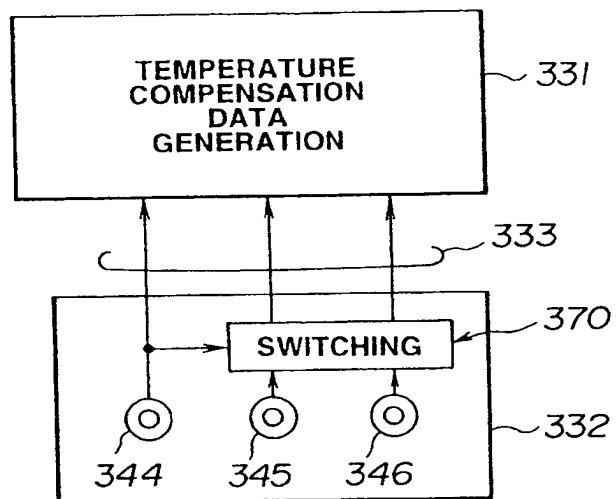 TEMPERATURE
COMPENSATION
DATA
GENERATION
331
333
SWITCHING
370
344
345
346
332